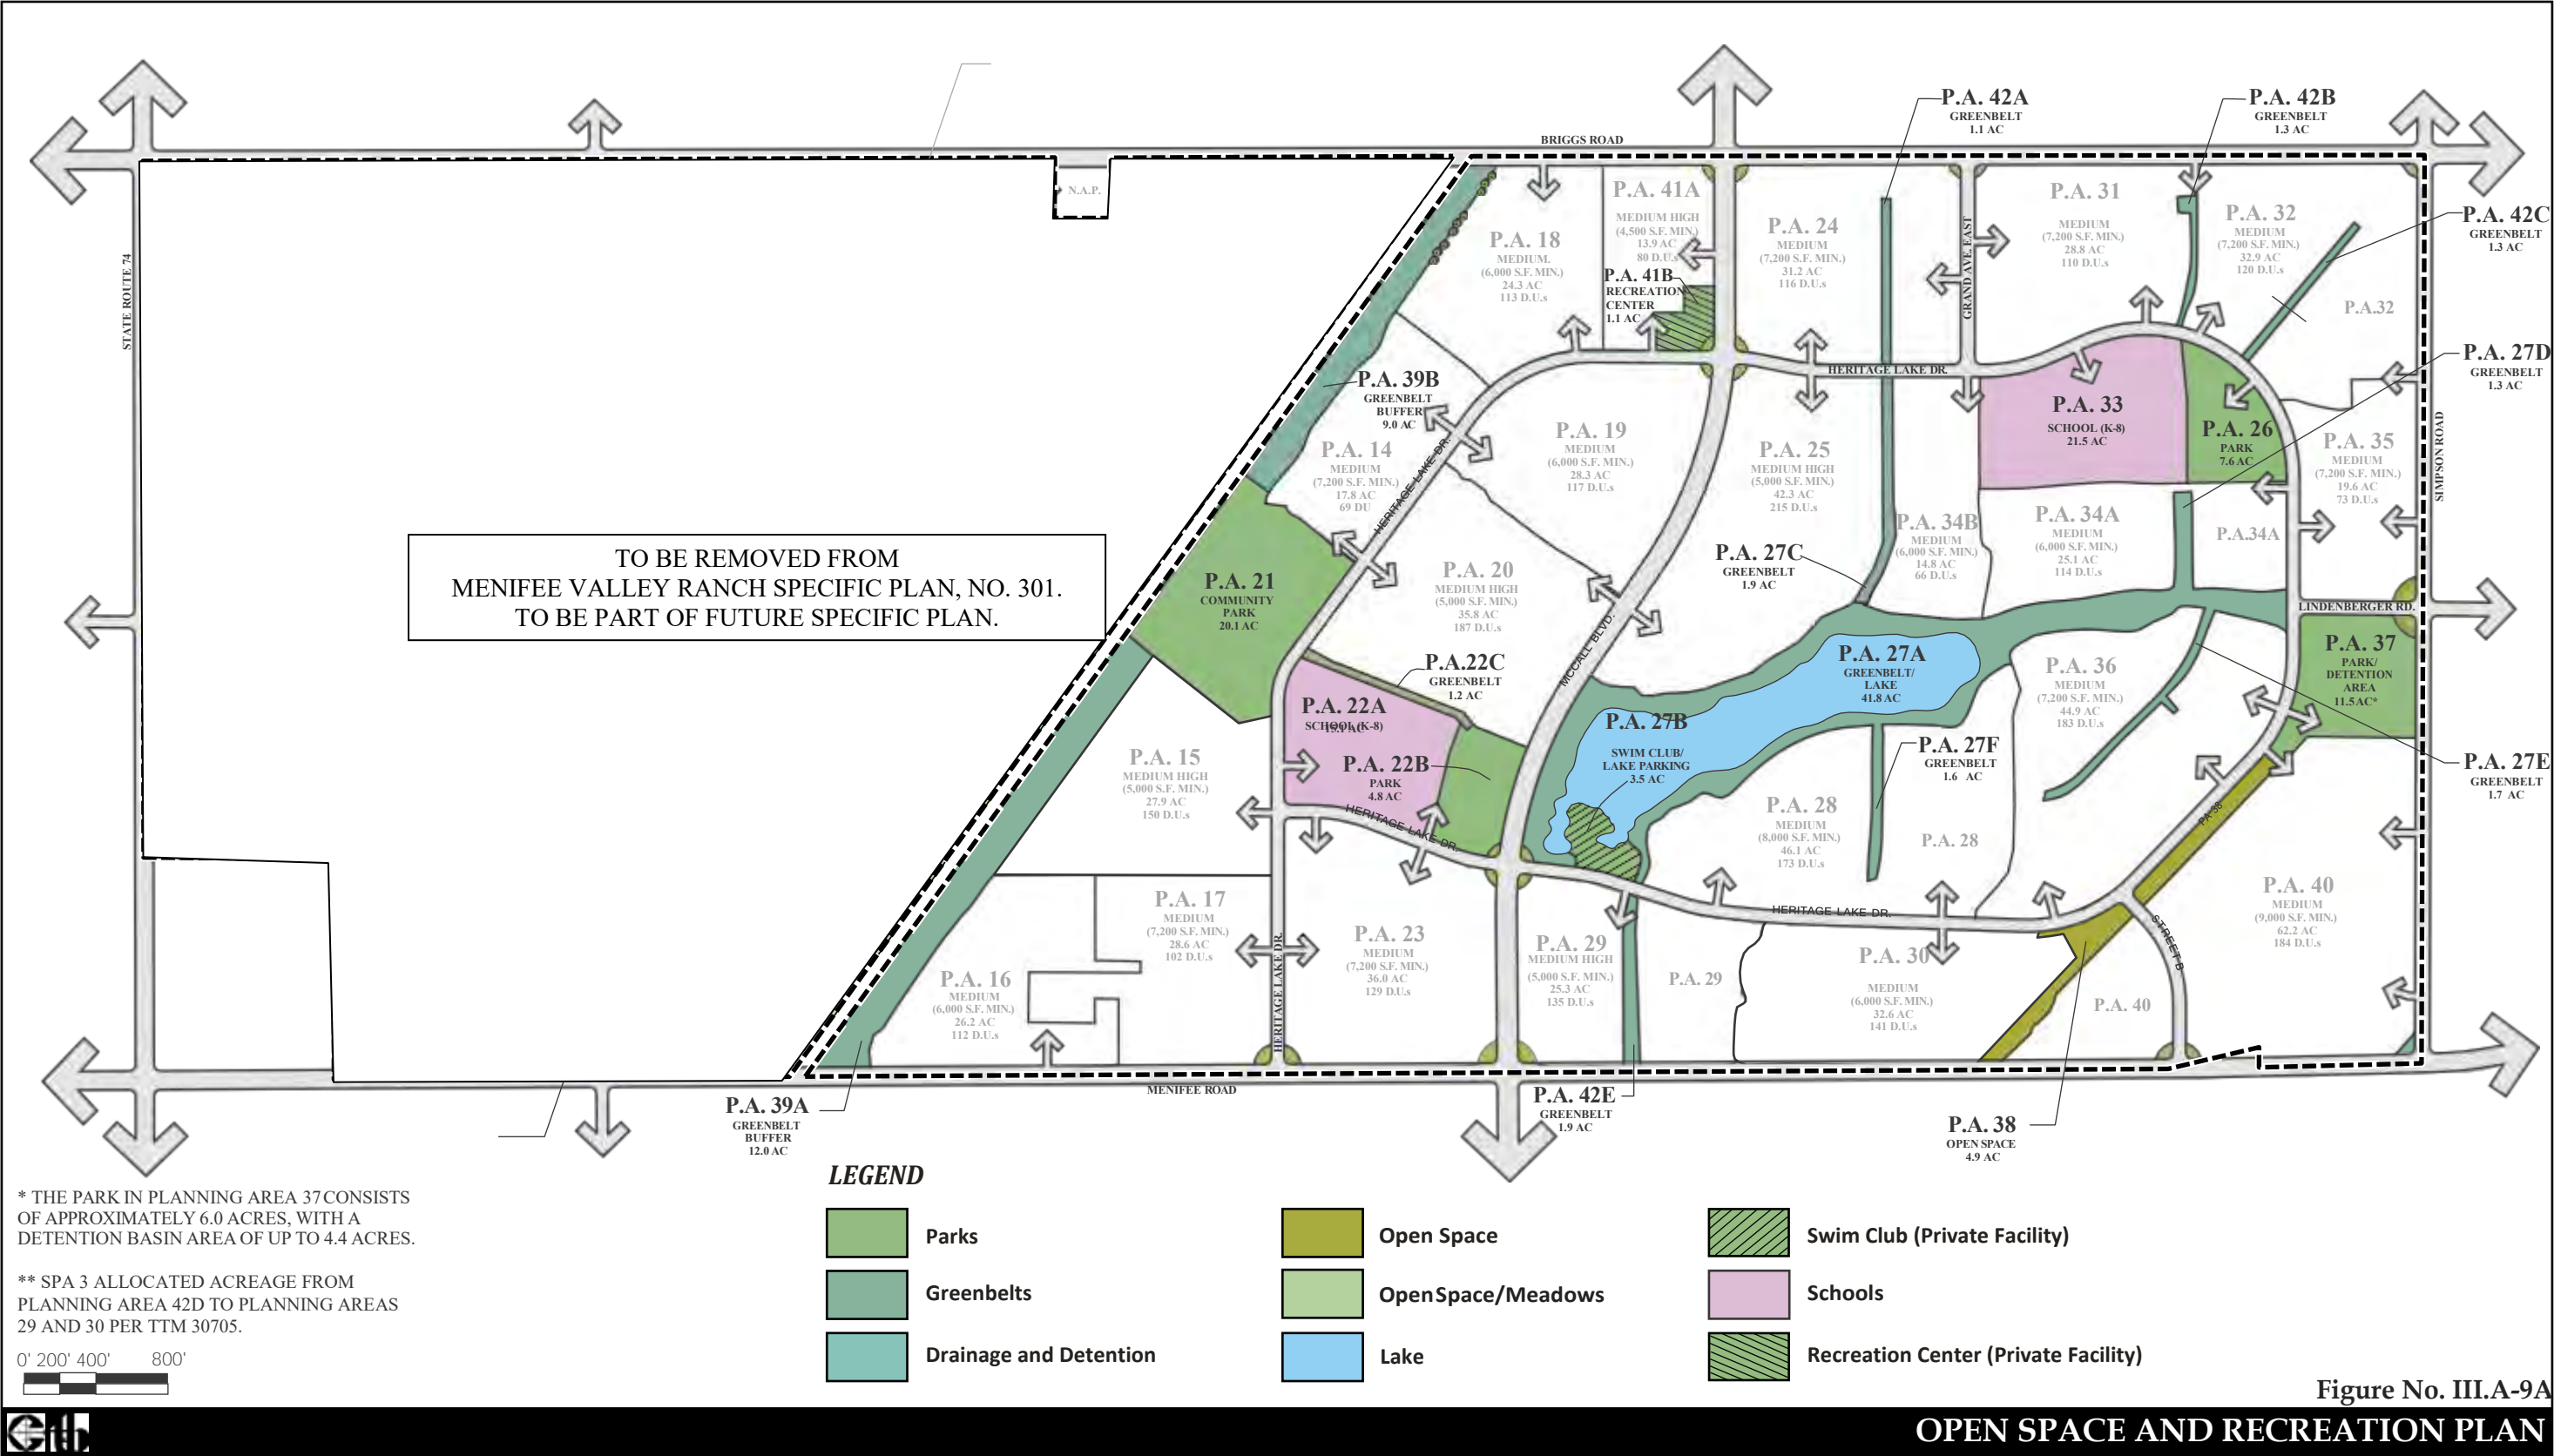 P.A. 42A
GREENBELT
1.1 AC
P.A. 42B
GREENBELT
1.3 AC
BRIGGS ROAD
N.A.P.
STATE ROUTE 74
P.A. 18
MEDIUM.
(6,000 S.F. MIN.)
24.3 AC
113 D.U.s
P.A. 41A
MEDIUM HIGH
(4,500 S.F. MIN.)
13.9 AC
80 D.U.s
P.A. 41B
RECREATION
CENTER
1.1 AC
P.A. 24
MEDIUM
(7,200 S.F. MIN.)
31.2 AC
116 D.U.s
GRAND AVE. EAST
P.A. 31
MEDIUM
(7,200 S.F. MIN.)
28.8 AC
110 D.U.s
P.A. 32
MEDIUM
(7,200 S.F. MIN.)
32.9 AC
120 D.U.s
P.A.32
P.A. 42C
GREENBELT
1.3 AC
P.A. 27D
GREENBELT
1.3 AC
HERITAGE LAKE DR.
P.A. 39B
GREENBELT
BUFFER
9.0 AC
P.A. 14
MEDIUM
(7,200 S.F. MIN.)
17.8 AC
69 DU
HERITAGE LAKE DR.
P.A. 19
MEDIUM
(6,000 S.F. MIN.)
28.3 AC
117 D.U.s
P.A. 25
MEDIUM HIGH
(5,000 S.F. MIN.)
42.3 AC
215 D.U.s
P.A. 33
SCHOOL (K-8)
21.5 AC
P.A. 26
PARK
7.6 AC
P.A. 35
MEDIUM
(7,200 S.F. MIN.)
19.6 AC
73 D.U.s
SIMPSON ROAD
P.A. 34B
MEDIUM
(6,000 S.F. MIN.)
14.8 AC
66 D.U.s
P.A. 34A
MEDIUM
(6,000 S.F. MIN.)
25.1 AC
114 D.U.s
P.A.34A
TO BE REMOVED FROM
MENIFEE VALLEY RANCH SPECIFIC PLAN, NO. 301.
TO BE PART OF FUTURE SPECIFIC PLAN.
P.A. 21
COMMUNITY
PARK
20.1 AC
P.A. 20
MEDIUM HIGH
(5,000 S.F. MIN.)
35.8 AC
187 D.U.s
P.A. 27C
GREENBELT
1.9 AC
LINDENBERGER RD.
MCCALL BLVD.
P.A.22C
GREENBELT
1.2 AC
P.A. 27A
GREENBELT/
LAKE
41.8 AC
P.A. 36
MEDIUM
(7,200 S.F. MIN.)
44.9 AC
183 D.U.s
P.A. 37
PARK/
DETENTION
AREA
11.5 AC*
P.A. 22A
SCHOOL (K-8)
15.1 AC
P.A. 27B
SWIM CLUB/
LAKE PARKING
3.5 AC
P.A. 15
MEDIUM HIGH
(5,000 S.F. MIN.)
27.9 AC
150 D.U.s
P.A. 22B
PARK
4.8 AC
P.A. 27F
GREENBELT
1.6 AC
P.A. 27E
GREENBELT
1.7 AC
HERITAGE LAKE DR.
P.A. 28
MEDIUM
(8,000 S.F. MIN.)
46.1 AC
173 D.U.s
P.A. 28
PA-38
P.A. 17
MEDIUM
(7,200 S.F. MIN.)
28.6 AC
102 D.U.s
HERITAGE LAKE DR.
P.A. 40
MEDIUM
(9,000 S.F. MIN.)
62.2 AC
184 D.U.s
P.A. 16
MEDIUM
(6,000 S.F. MIN.)
26.2 AC
112 D.U.s
HERITAGE LAKE DR.
P.A. 23
MEDIUM
(7,200 S.F. MIN.)
36.0 AC
129 D.U.s
P.A. 29
MEDIUM HIGH
(5,000 S.F. MIN.)
25.3 AC
135 D.U.s
P.A. 29
P.A. 30
MEDIUM
(6,000 S.F. MIN.)
32.6 AC
141 D.U.s
STREET B
P.A. 40
MENIFEE ROAD
P.A. 39A
GREENBELT
BUFFER
12.0 AC
P.A. 42E
GREENBELT
1.9 AC
P.A. 38
OPEN SPACE
4.9 AC
* THE PARK IN PLANNING AREA 37 CONSISTS
OF APPROXIMATELY 6.0 ACRES, WITH A
DETENTION BASIN AREA OF UP TO 4.4 ACRES.
** SPA 3 ALLOCATED ACREAGE FROM
PLANNING AREA 42D TO PLANNING AREAS
29 AND 30 PER TTM 30705.
0' 200' 400' 800'
LEGEND
Parks
Greenbelts
Drainage and Detention
Open Space
Open Space/Meadows
Lake
Swim Club (Private Facility)
Schools
Recreation Center (Private Facility)
Figure No. III.A-9A
OPEN SPACE AND RECREATION PLAN